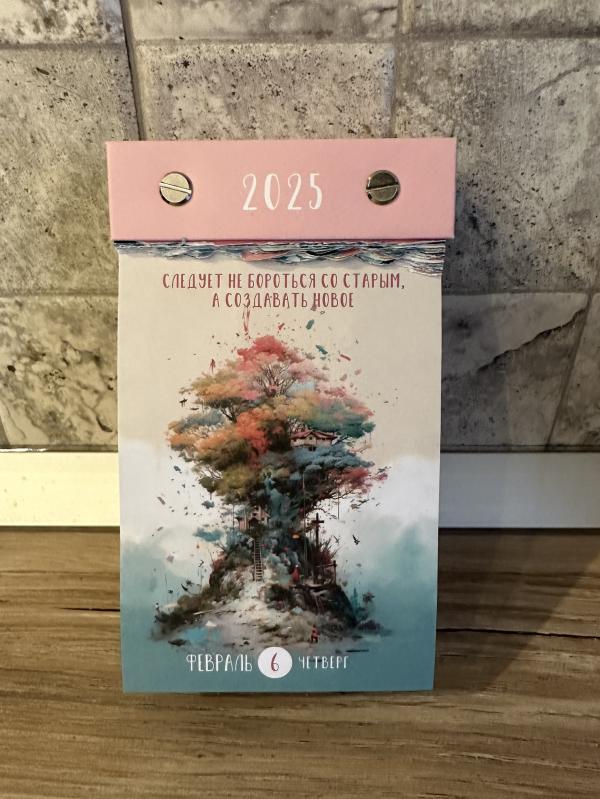 2025
СЛЕДУЕТ НЕ БОРОТЬСЯ СО СТАРЫМ,
А СОЗДАВАТЬ НОВОЕ
ФЕВРАЛЬ 6 ЧЕТВЕРГ